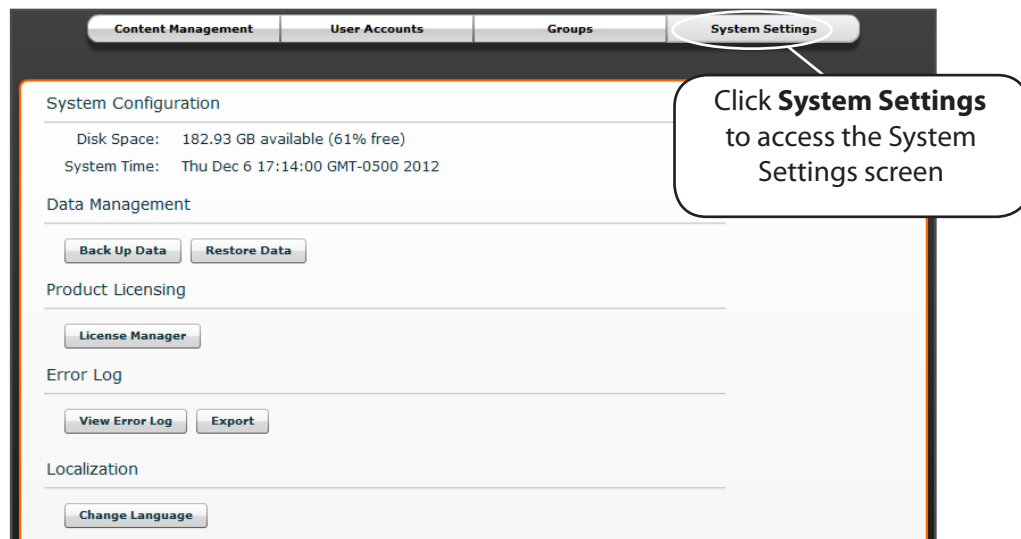 Content Management User Accounts Groups System Settings
Click System Settings
to access the System
Settings screen
System Configuration
Disk Space: 182.93 GB available (61% free)
System Time: Thu Dec 6 17:14:00 GMT-0500 2012
Data Management
Back Up Data Restore Data
Product Licensing
License Manager
Error Log
View Error Log Export
Localization
Change Language